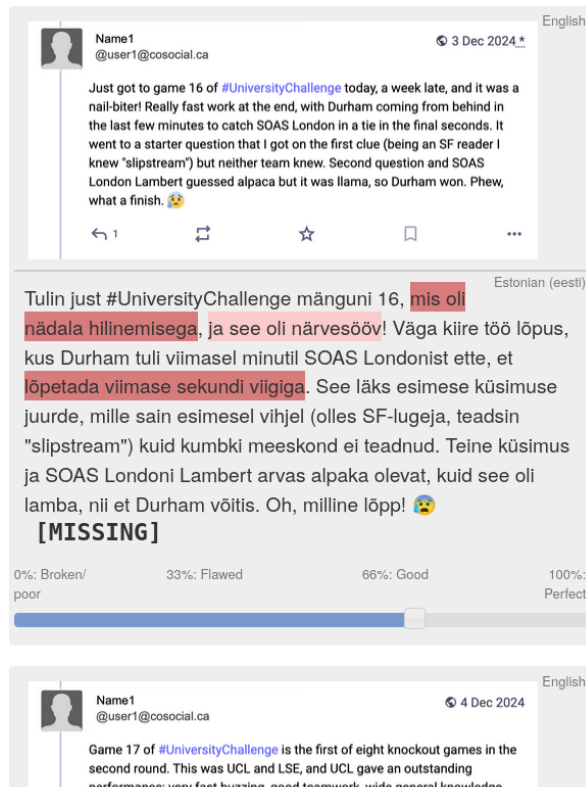 English
Name1
@user1@cosocial.ca
3 Dec 2024 *
Just got to game 16 of #UniversityChallenge today, a week late, and it was a
nail-biter! Really fast work at the end, with Durham coming from behind in
the last few minutes to catch SOAS London in a tie in the final seconds. It
went to a starter question that I got on the first clue (being an SF reader I
knew "slipstream") but neither team knew. Second question and SOAS
London Lambert guessed alpaca but it was llama, so Durham won. Phew,
what a finish. 😰
1
Estonian (eesti)
Tulin just #UniversityChallenge mänguni 16, mis oli
nädala hilinemisega, ja see oli närvesööv! Väga kiire töö lõpus,
kus Durham tuli viimasel minutil SOAS Londonist ette, et
lõpetada viimase sekundi viigiga. See läks esimese küsimuse
juurde, mille sain esimesel vihjel (olles SF-lugeja, teadsin
"slipstream") kuid kumbki meeskond ei teadnud. Teine küsimus
ja SOAS Londoni Lambert arvas alpaka olevat, kuid see oli
lamba, nii et Durham võitis. Oh, milline lõpp! 😰
[MISSING]
0%: Broken/
poor
33%: Flawed
66%: Good
100%:
Perfect
English
Name1
@user1@cosocial.ca
4 Dec 2024
Game 17 of #UniversityChallenge is the first of eight knockout games in the
second round. This was UCL and LSE, and UCL gave an outstanding
performance: very fast buzzing, good teamwork, wide general knowledge